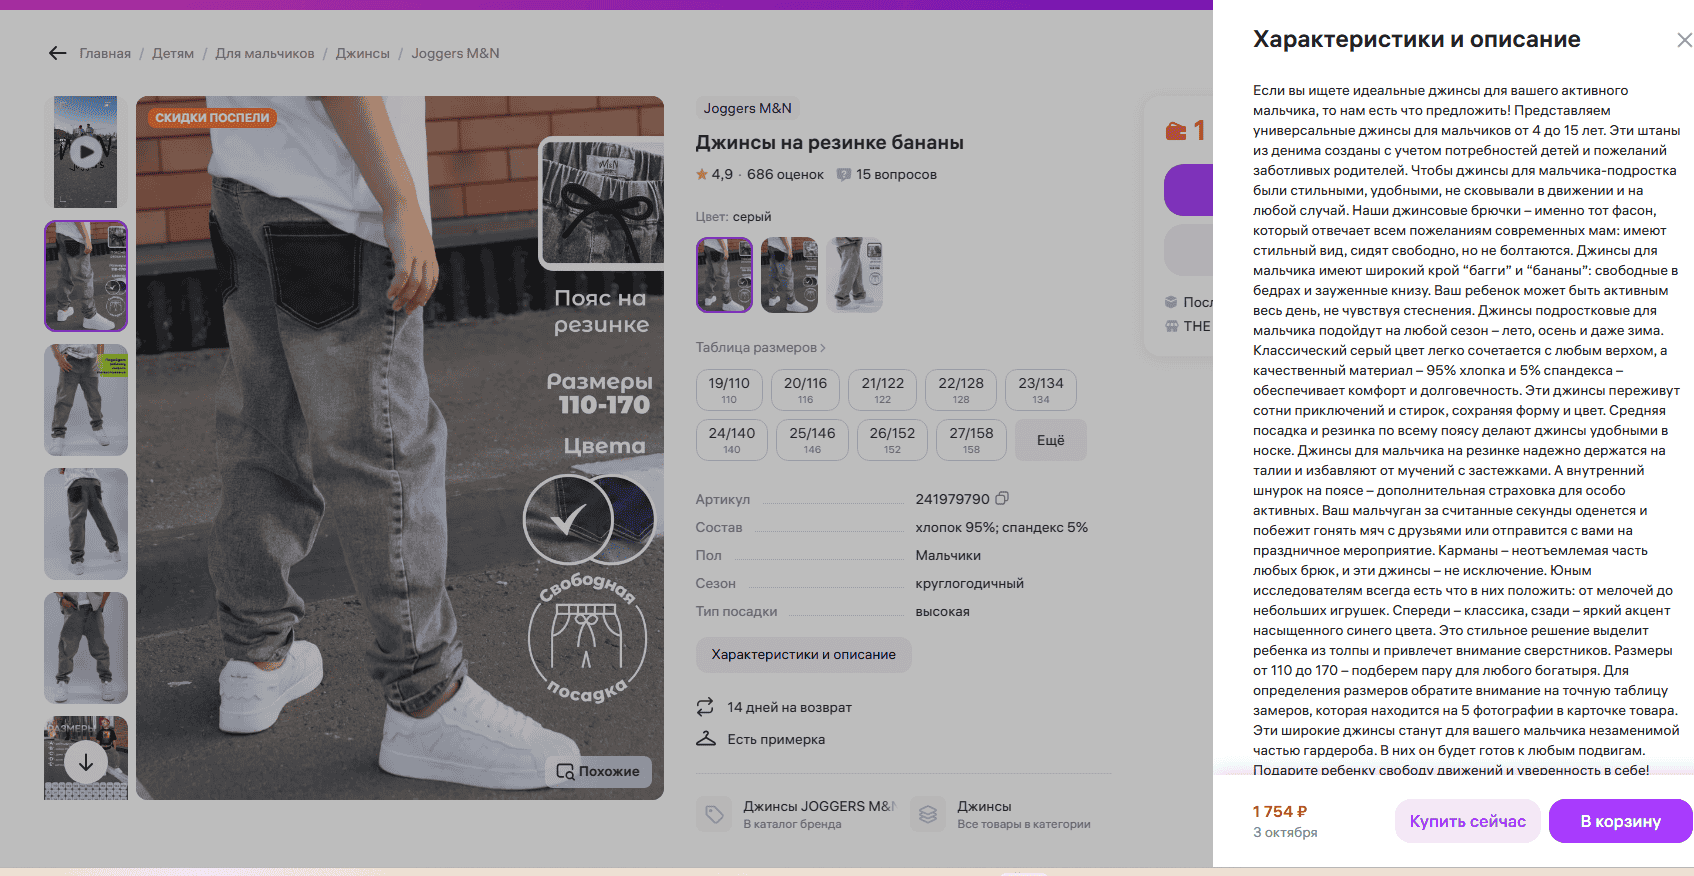 Главная / Детям / Для мальчиков / Джинсы / Joggers M&N
СКИДКИ ПОСПЕЛИ
M&N
Пояс на
резинке
Размеры
110-170
Цвета
Свободная
посадка
Похожие
РАЗМЕРЫ
Joggers M&N
Джинсы на резинке бананы
4,9 · 686 оценок 15 вопросов
Цвет: серый
Таблица размеров
19/110 20/116 21/122 22/128 23/134
110 116 122 128 134
24/140 25/146 26/152 27/158 Ещё
140 146 152 158
Артикул 241979790
Состав хлопок 95%; спандекс 5%
Пол Мальчики
Сезон круглогодичный
Тип посадки высокая
Характеристики и описание
14 дней на возврат
Есть примерка
Джинсы JOGGERS M&N
В каталог бренда
Джинсы
Все товары в категории
1
Посл
THE
Характеристики и описание
Если вы ищете идеальные джинсы для вашего активного
мальчика, то нам есть что предложить! Представляем
универсальные джинсы для мальчиков от 4 до 15 лет. Эти штаны
из денима созданы с учетом потребностей детей и пожеланий
заботливых родителей. Чтобы джинсы для мальчика-подростка
были стильными, удобными, не сковывали в движении и на
любой случай. Наши джинсовые брючки – именно тот фасон,
который отвечает всем пожеланиям современных мам: имеют
стильный вид, сидят свободно, но не болтаются. Джинсы для
мальчика имеют широкий крой “багги” и “бананы”: свободные в
бедрах и зауженные книзу. Ваш ребенок может быть активным
весь день, не чувствуя стеснения. Джинсы подростковые для
мальчика подойдут на любой сезон – лето, осень и даже зима.
Классический серый цвет легко сочетается с любым верхом, а
качественный материал – 95% хлопка и 5% спандекса –
обеспечивает комфорт и долговечность. Эти джинсы переживут
сотни приключений и стирок, сохраняя форму и цвет. Средняя
посадка и резинка по всему поясу делают джинсы удобными в
носке. Джинсы для мальчика на резинке надежно держатся на
талии и избавляют от мучений с застежками. А внутренний
шнурок на поясе – дополнительная страховка для особо
активных. Ваш мальчуган за считанные секунды оденется и
побежит гонять мяч с друзьями или отправится с вами на
праздничное мероприятие. Карманы – неотъемлемая часть
любых брюк, и эти джинсы – не исключение. Юным
исследователям всегда есть что в них положить: от мелочей до
небольших игрушек. Спереди – классика, сзади – яркий акцент
насыщенного синего цвета. Это стильное решение выделит
ребенка из толпы и привлечет внимание сверстников. Размеры
от 110 до 170 – подберем пару для любого богатыря. Для
определения размеров обратите внимание на точную таблицу
замеров, которая находится на 5 фотографии в карточке товара.
Эти широкие джинсы станут для вашего мальчика незаменимой
частью гардероба. В них он будет готов к любым подвигам.
Подарите ребенку свободу движений и уверенность в себе!
1 754 ₽
3 октября
Купить сейчас
В корзину